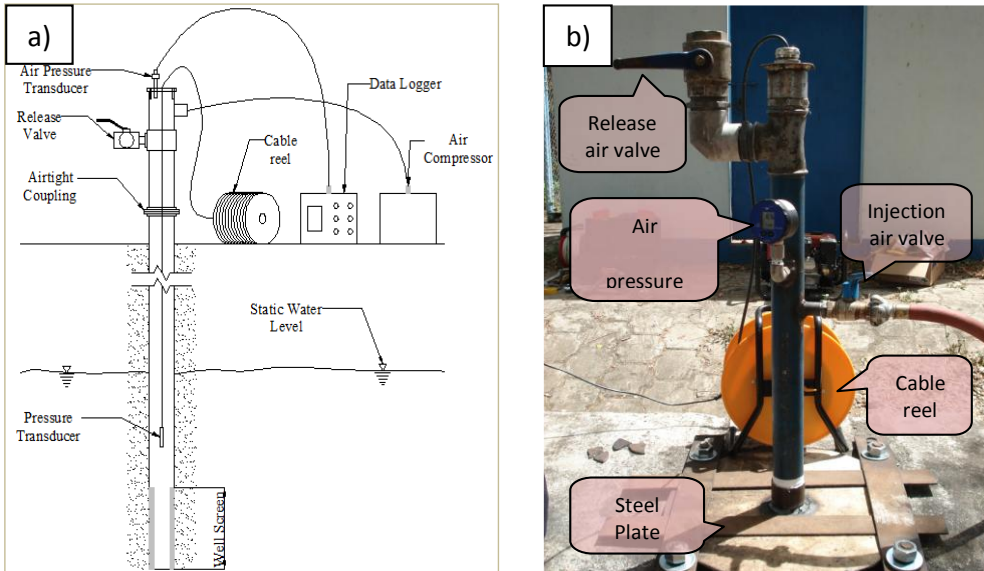 a)
Air Pressure
Transducer
Release
Valve
Airtight
Coupling
Cable
reel
Data Logger
Air
Compressor
Static Water
Level
Pressure
Transducer
Well Screen
b)
Release
air valve
Air
pressure
Injection
air valve
Cable
reel
Steel
Plate